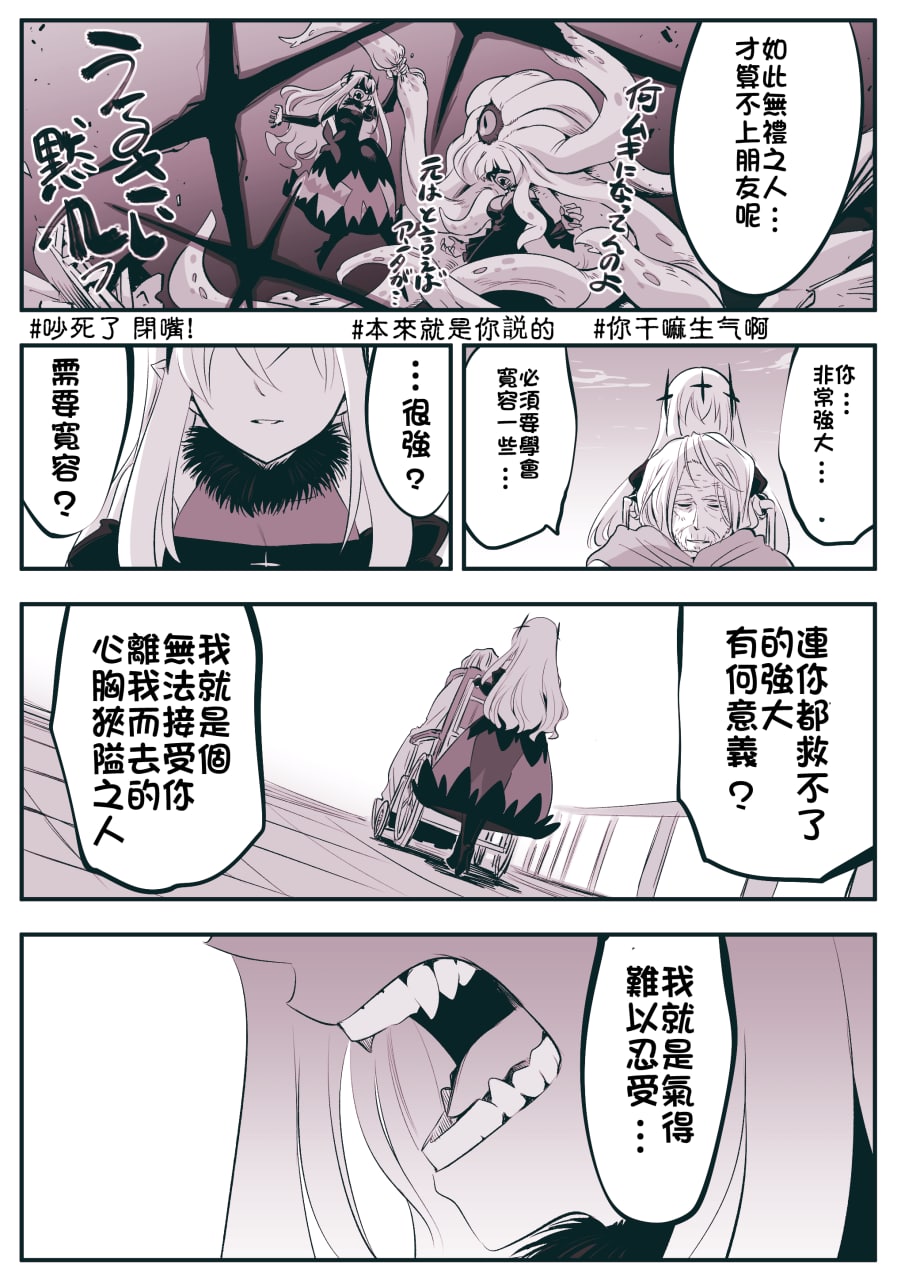 如此無禮之人…
才算不上朋友呢
何ムキになってんのよ
元はと言えば
アンタが…
うるさい
黙れっ
#吵死了 閉嘴!
#本來就是你説的
#你干嘛生气啊
你…
非常強大…
.
必須要學會
寬容一些…
…很強？
需要寬容？
連你都救不了
的強大
有何意義？
我就是個
無法接受你
離我而去的
心胸狹隘之人
我就是氣得
難以忍受…